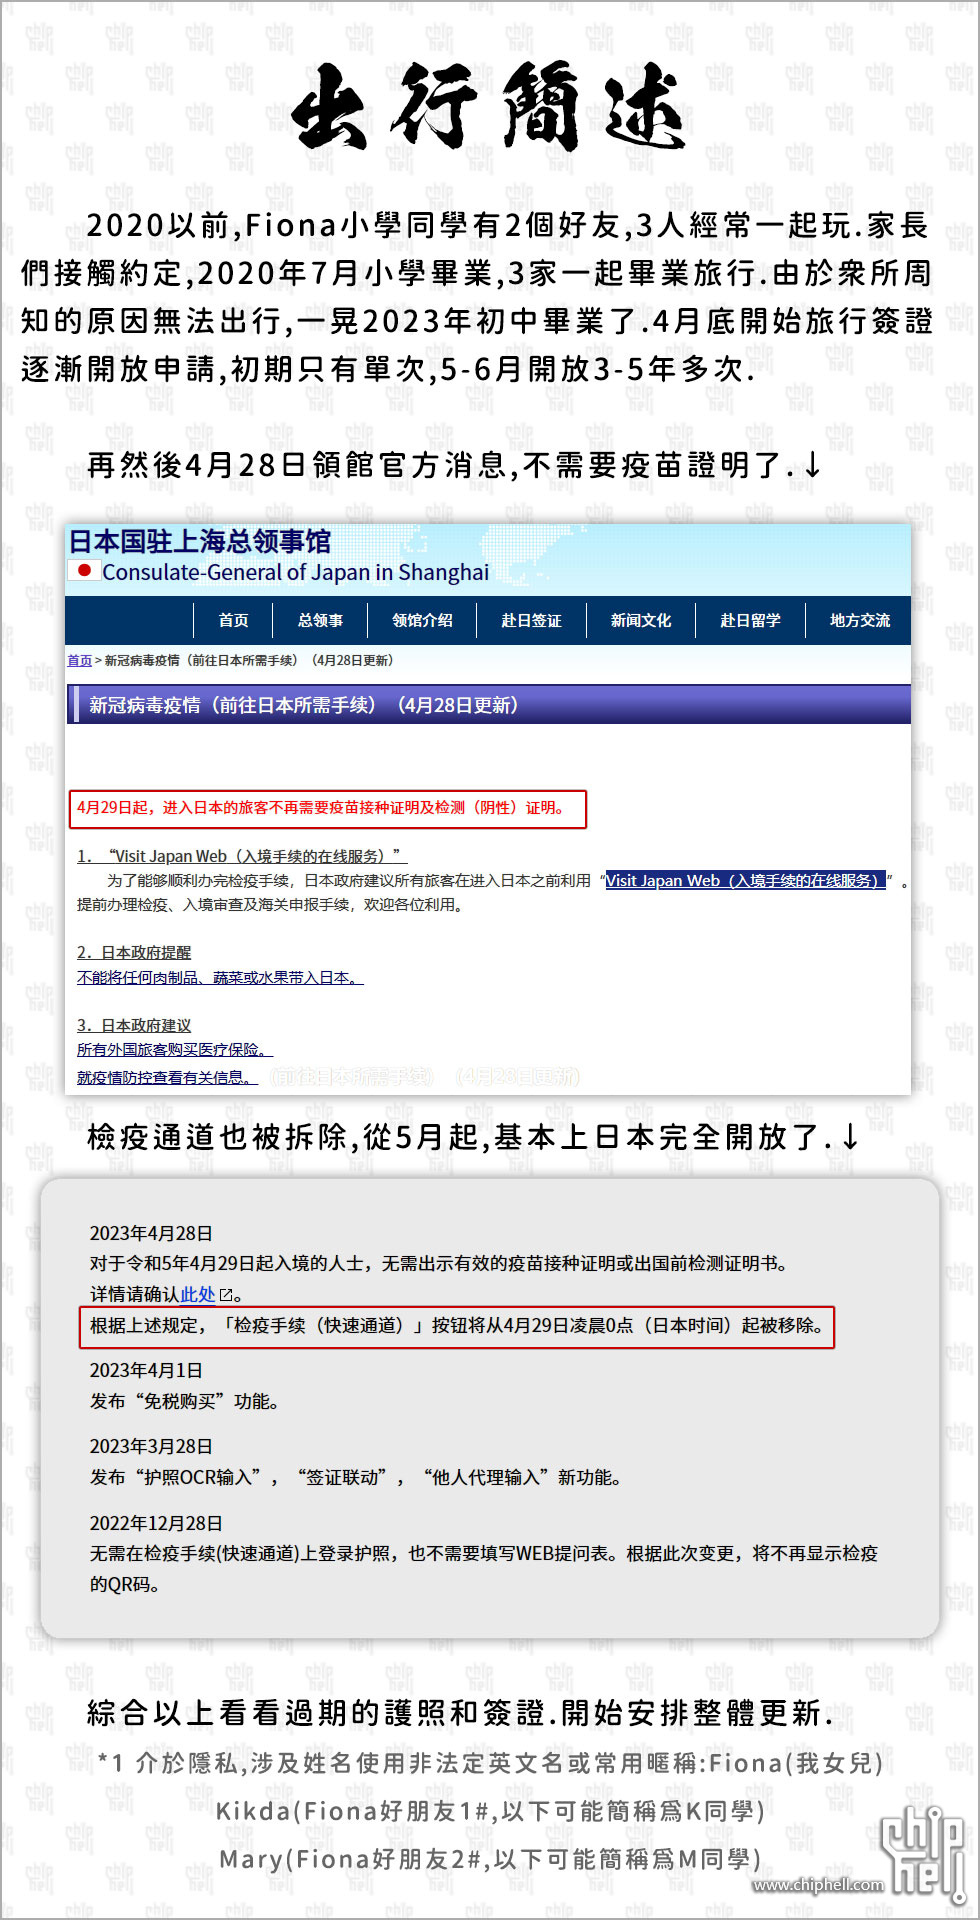 出行簡述
2020以前,Fiona小學同學有2個好友,3人經常一起玩.家長
們接觸約定,2020年7月小學畢業,3家一起畢業旅行.由於衆所周
知的原因無法出行,一晃2023年初中畢業了.4月底開始旅行簽證
逐漸開放申請,初期只有單次,5-6月開放3-5年多次.
再然後4月28日領館官方消息,不需要疫苗證明了.↓
日本国驻上海总领事馆
Consulate-General of Japan in Shanghai
首页 总领事 领馆介绍 赴日签证 新闻文化 赴日留学 地方交流
首页 > 新冠病毒疫情（前往日本所需手续）（4月28日更新）
新冠病毒疫情（前往日本所需手续）（4月28日更新）
4月29日起，进入日本的旅客不再需要疫苗接种证明及检测（阴性）证明。
1．“Visit Japan Web（入境手续的在线服务）”
为了能够顺利办完检疫手续，日本政府建议所有旅客在进入日本之前利用“Visit Japan Web（入境手续的在线服务）”。
提前办理检疫、入境审查及海关申报手续，欢迎各位利用。
2．日本政府提醒
不能将任何肉制品、蔬菜或水果带入日本。
3．日本政府建议
所有外国旅客购买医疗保险。
就疫情防控查看有关信息。（前往日本所需手续）（4月28日更新）
檢疫通道也被拆除,從5月起,基本上日本完全開放了.↓
2023年4月28日
对于令和5年4月29日起入境的人士，无需出示有效的疫苗接种证明或出国前检测证明书。
详情请确认此处。
根据上述规定，「检疫手续（快速通道）」按钮将从4月29日凌晨0点（日本时间）起被移除。
2023年4月1日
发布“免税购买”功能。
2023年3月28日
发布“护照OCR输入”，“签证联动”，“他人代理输入”新功能。
2022年12月28日
无需在检疫手续(快速通道)上登录护照，也不需要填写WEB提问表。根据此次变更，将不再显示检疫
的QR码。
綜合以上看看過期的護照和簽證.開始安排整體更新.
*1 介於隱私,涉及姓名使用非法定英文名或常用暱稱:Fiona(我女兒)
Kikda(Fiona好朋友1#,以下可能簡稱爲K同學)
Mary(Fiona好朋友2#,以下可能簡稱爲M同學)
chip
hell
www.chiphell.com